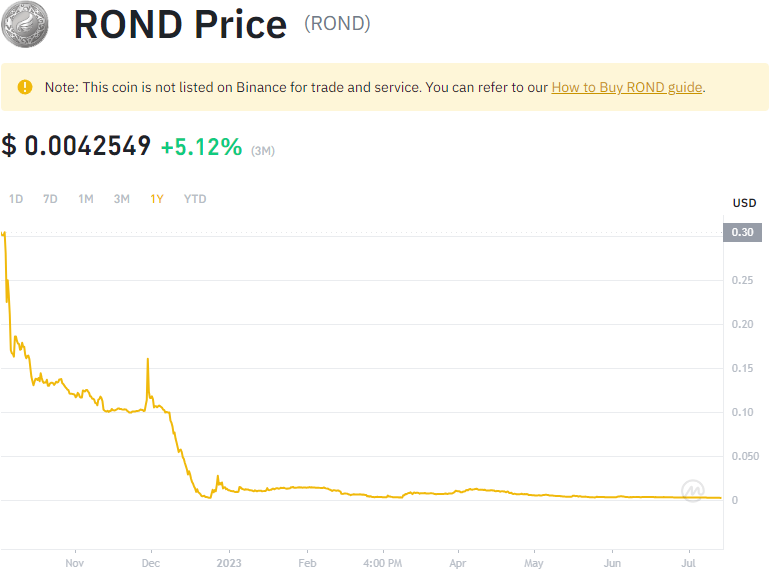 ROND Price (ROND)
Note: This coin is not listed on Binance for trade and service. You can refer to our How to Buy ROND guide.
$ 0.0042549 +5.12% (3M)
1D 7D 1M 3M 1Y YTD
USD
0.30
0.25
0.20
0.15
0.10
0.050
0
Nov Dec 2023 Feb 4:00 PM Apr May Jun Jul